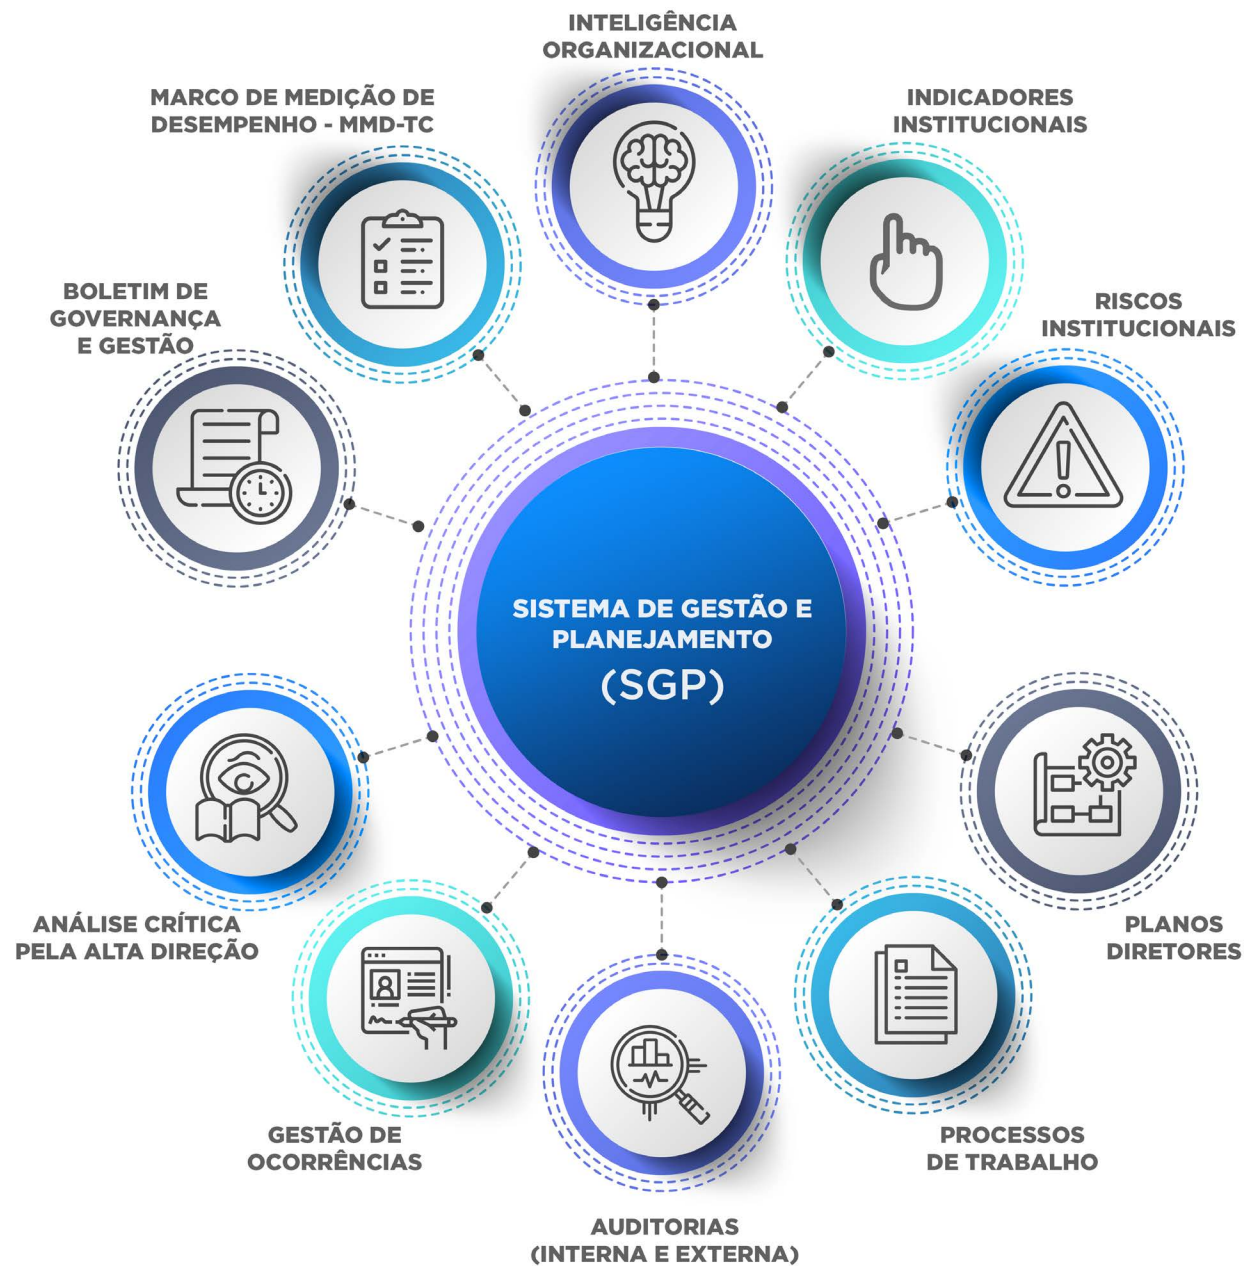 INTELIGÊNCIA
ORGANIZACIONAL
MARCO DE MEDIÇÃO DE
DESEMPENHO - MMD-TC
INDICADORES
INSTITUCIONAIS
BOLETIM DE
GOVERNANÇA
E GESTÃO
RISCOS
INSTITUCIONAIS
SISTEMA DE GESTÃO E
PLANEJAMENTO
(SGP)
ANÁLISE CRÍTICA
PELA ALTA DIREÇÃO
PLANOS
DIRETORES
GESTÃO DE
OCORRÊNCIAS
PROCESSOS
DE TRABALHO
AUDITORIAS
(INTERNA E EXTERNA)